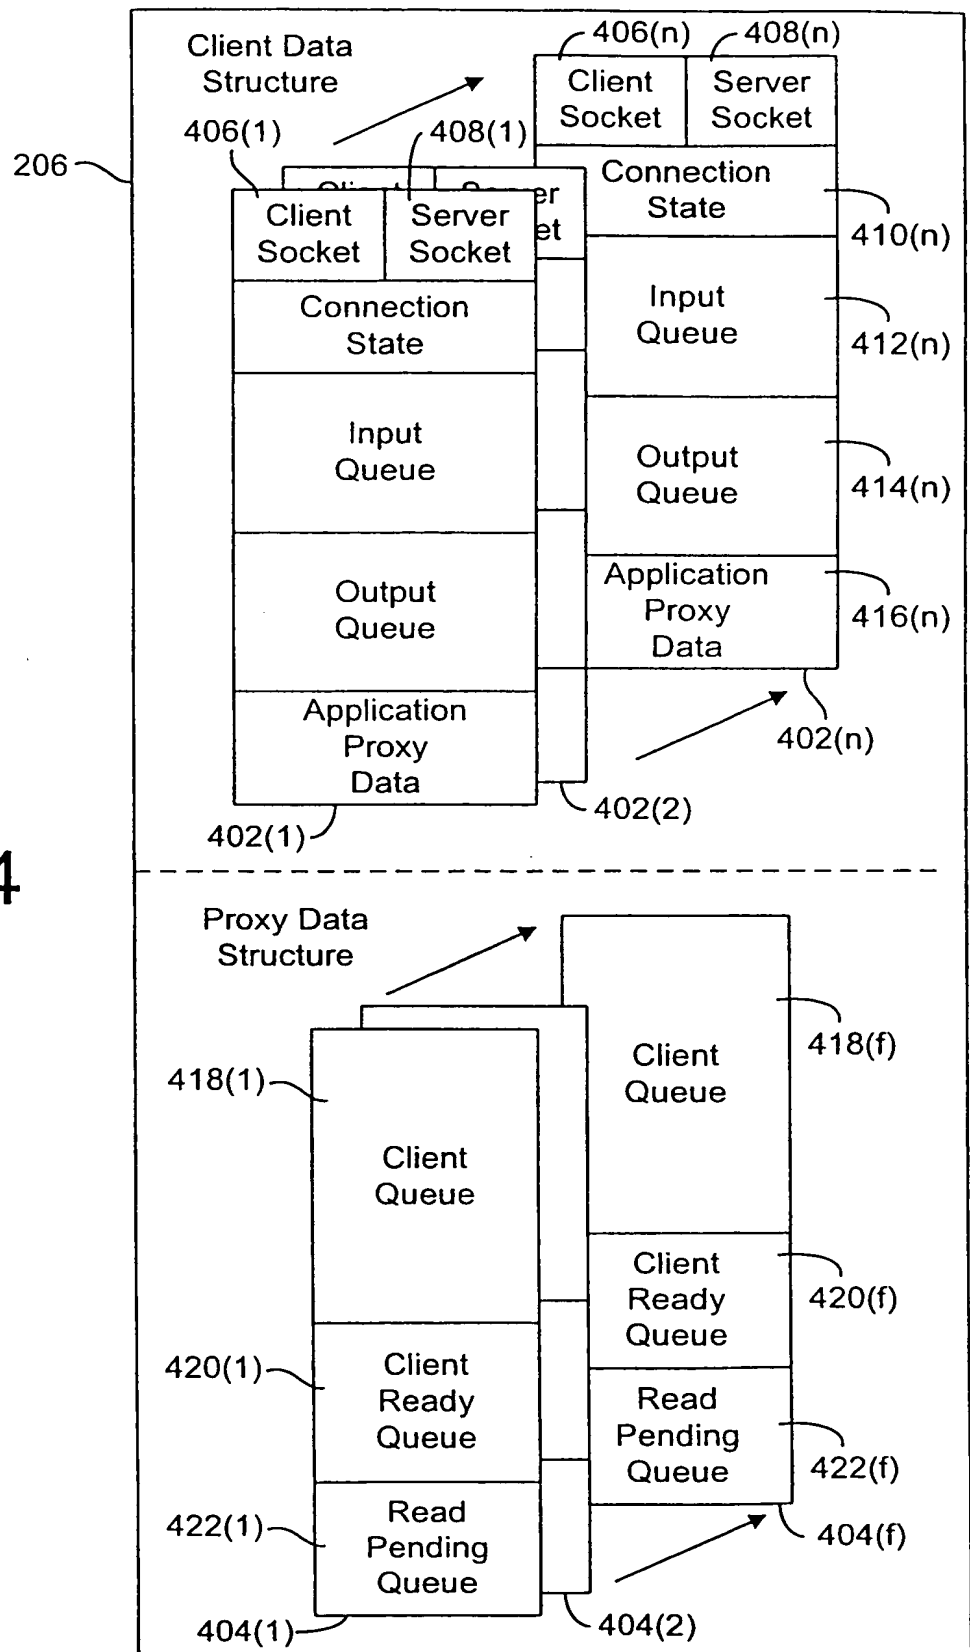 Client Data
Structure
406(n)
408(n)
Client
Socket
Server
Socket
406(1)
408(1)
206
Connection
State
410(n)
Client
Socket
Server
Socket
et
Connection
State
Input
Queue
412(n)
Input
Queue
Output
Queue
414(n)
Output
Queue
Application
Proxy
Data
416(n)
Application
Proxy
Data
402(n)
402(2)
402(1)
4
Proxy Data
Structure
418(f)
Client
Queue
418(1)
Client
Queue
Client
Ready
Queue
420(f)
420(1)
Client
Ready
Queue
Read
Pending
Queue
422(f)
422(1)
Read
Pending
Queue
404(f)
404(1)
404(2)